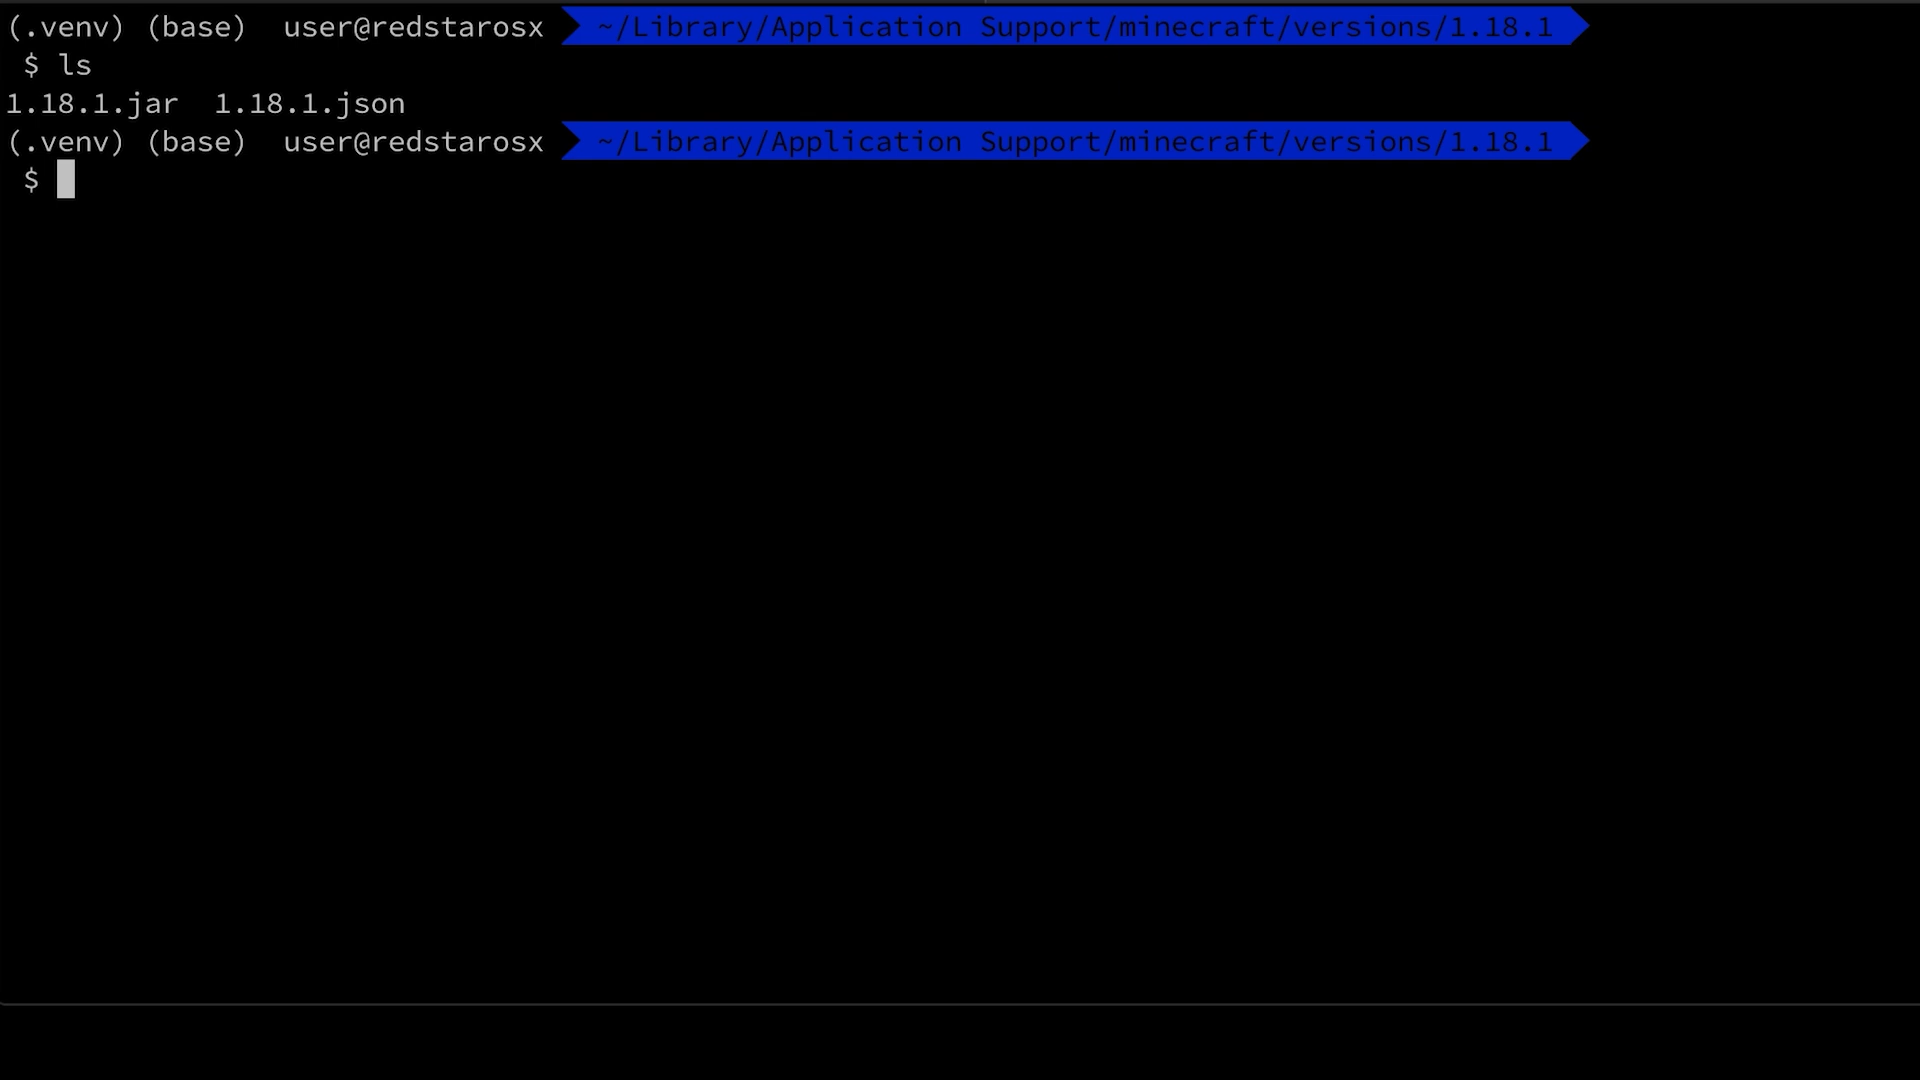 (.venv) (base) user@redstarosx ~/Library/Application Support/minecraft/versions/1.18.1
$ ls
1.18.1.jar 1.18.1.json
(.venv) (base) user@redstarosx ~/Library/Application Support/minecraft/versions/1.18.1
$